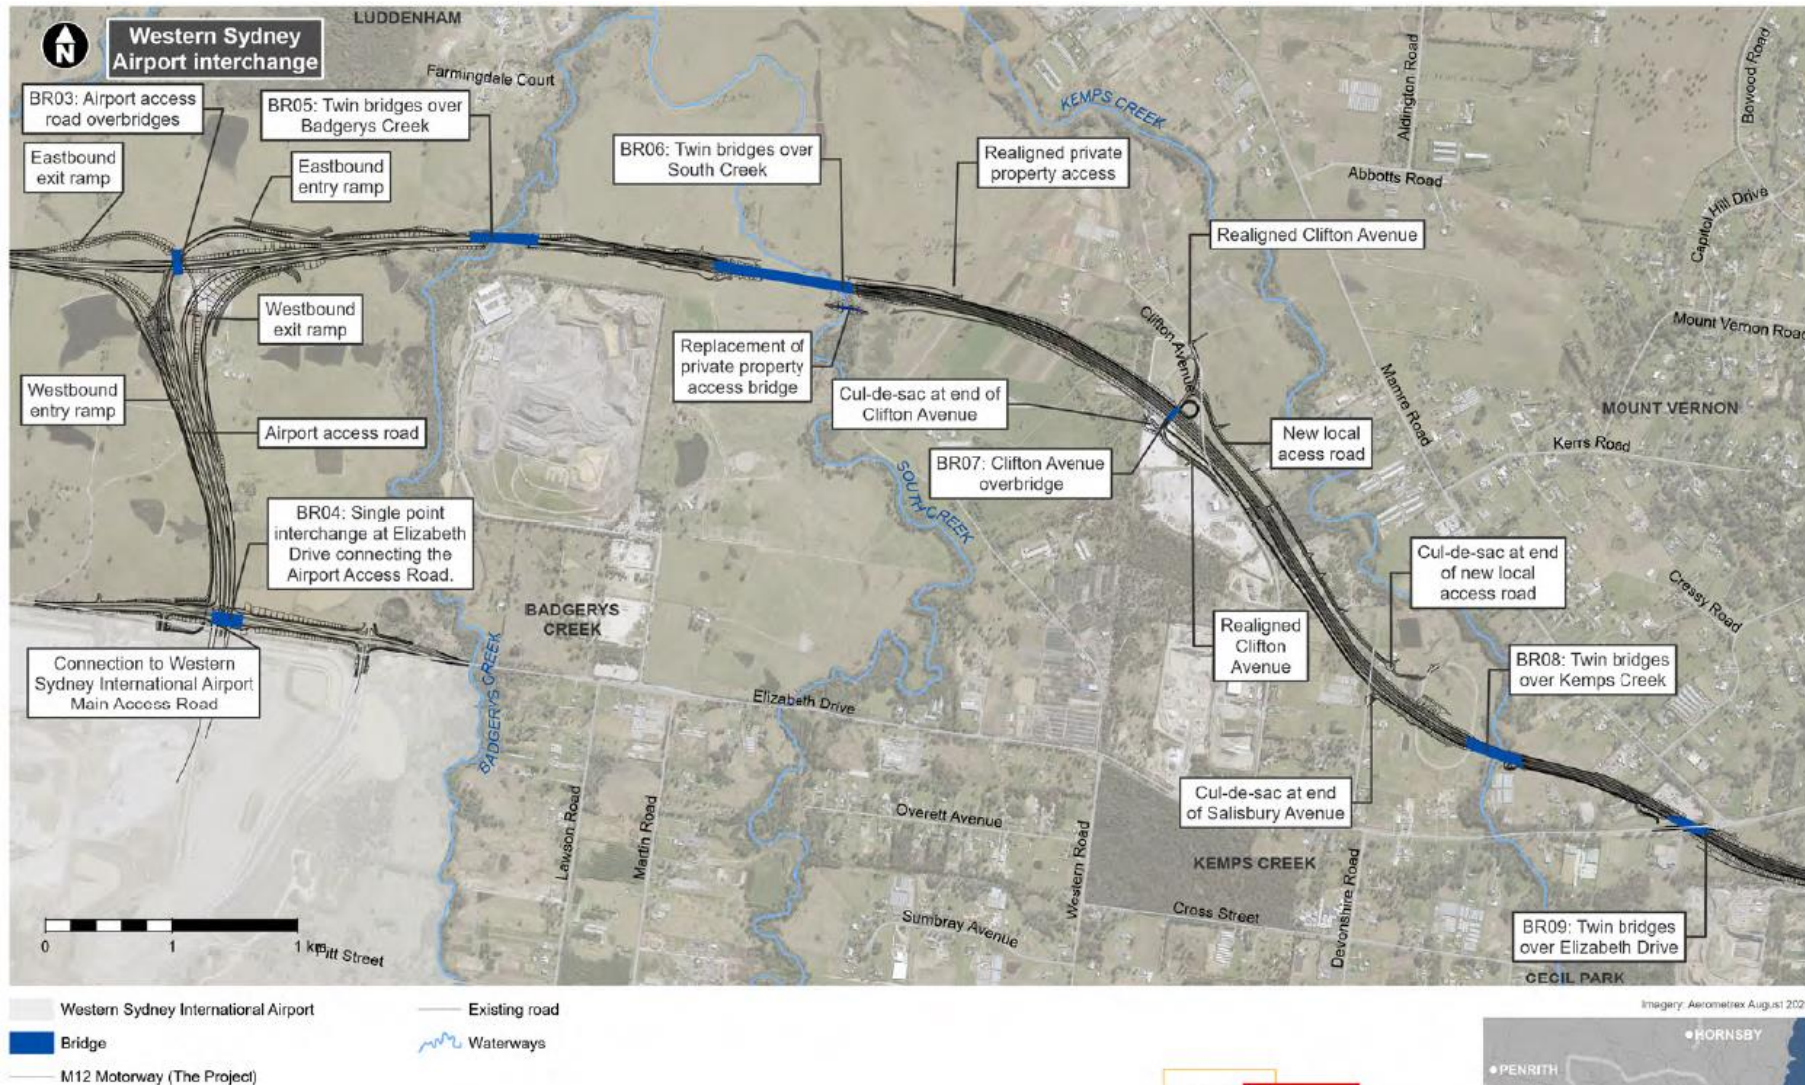 LUDDENHAM
N
Western Sydney
Airport interchange
Farmingdale Court
BR03: Airport access
road overbridges
BR05: Twin bridges over
Badgerys Creek
KEMPS CREEK
Aldington Road
Bowood Road
Eastbound
exit ramp
Eastbound
entry ramp
BR06: Twin bridges over
South Creek
Realigned private
property access
Abbotts Road
Capitol Hill Drive
Realigned Clifton Avenue
Westbound
exit ramp
Clifton Avenue
Mount Vernon Road
Replacement of
private property
access bridge
Westbound
entry ramp
Cul-de-sac at end of
Clifton Avenue
Mamre Road
MOUNT VERNON
Airport access road
New local
acess road
Kerrs Road
BR07: Clifton Avenue
overbridge
SOUTH CREEK
BR04: Single point
interchange at Elizabeth
Drive connecting the
Airport Access Road.
Cul-de-sac at end
of new local
access road
Cressy Road
BADGERYS
CREEK
Realigned
Clifton
Avenue
Connection to Western
Sydney International Airport
Main Access Road
BADGERYS CREEK
BR08: Twin bridges
over Kemps Creek
Elizabeth Drive
Cul-de-sac at end
of Salisbury Avenue
Lawson Road
Martin Road
Overett Avenue
Western Road
KEMPS CREEK
Devonshire Road
Cross Street
Sumbray Avenue
BR09: Twin bridges
over Elizabeth Drive
0 1 1 km
Pitt Street
CECIL PARK
Imagery: Aerometrex August 202
Western Sydney International Airport
Existing road
Bridge
Waterways
M12 Motorway (The Project)
HORNSBY
PENRITH